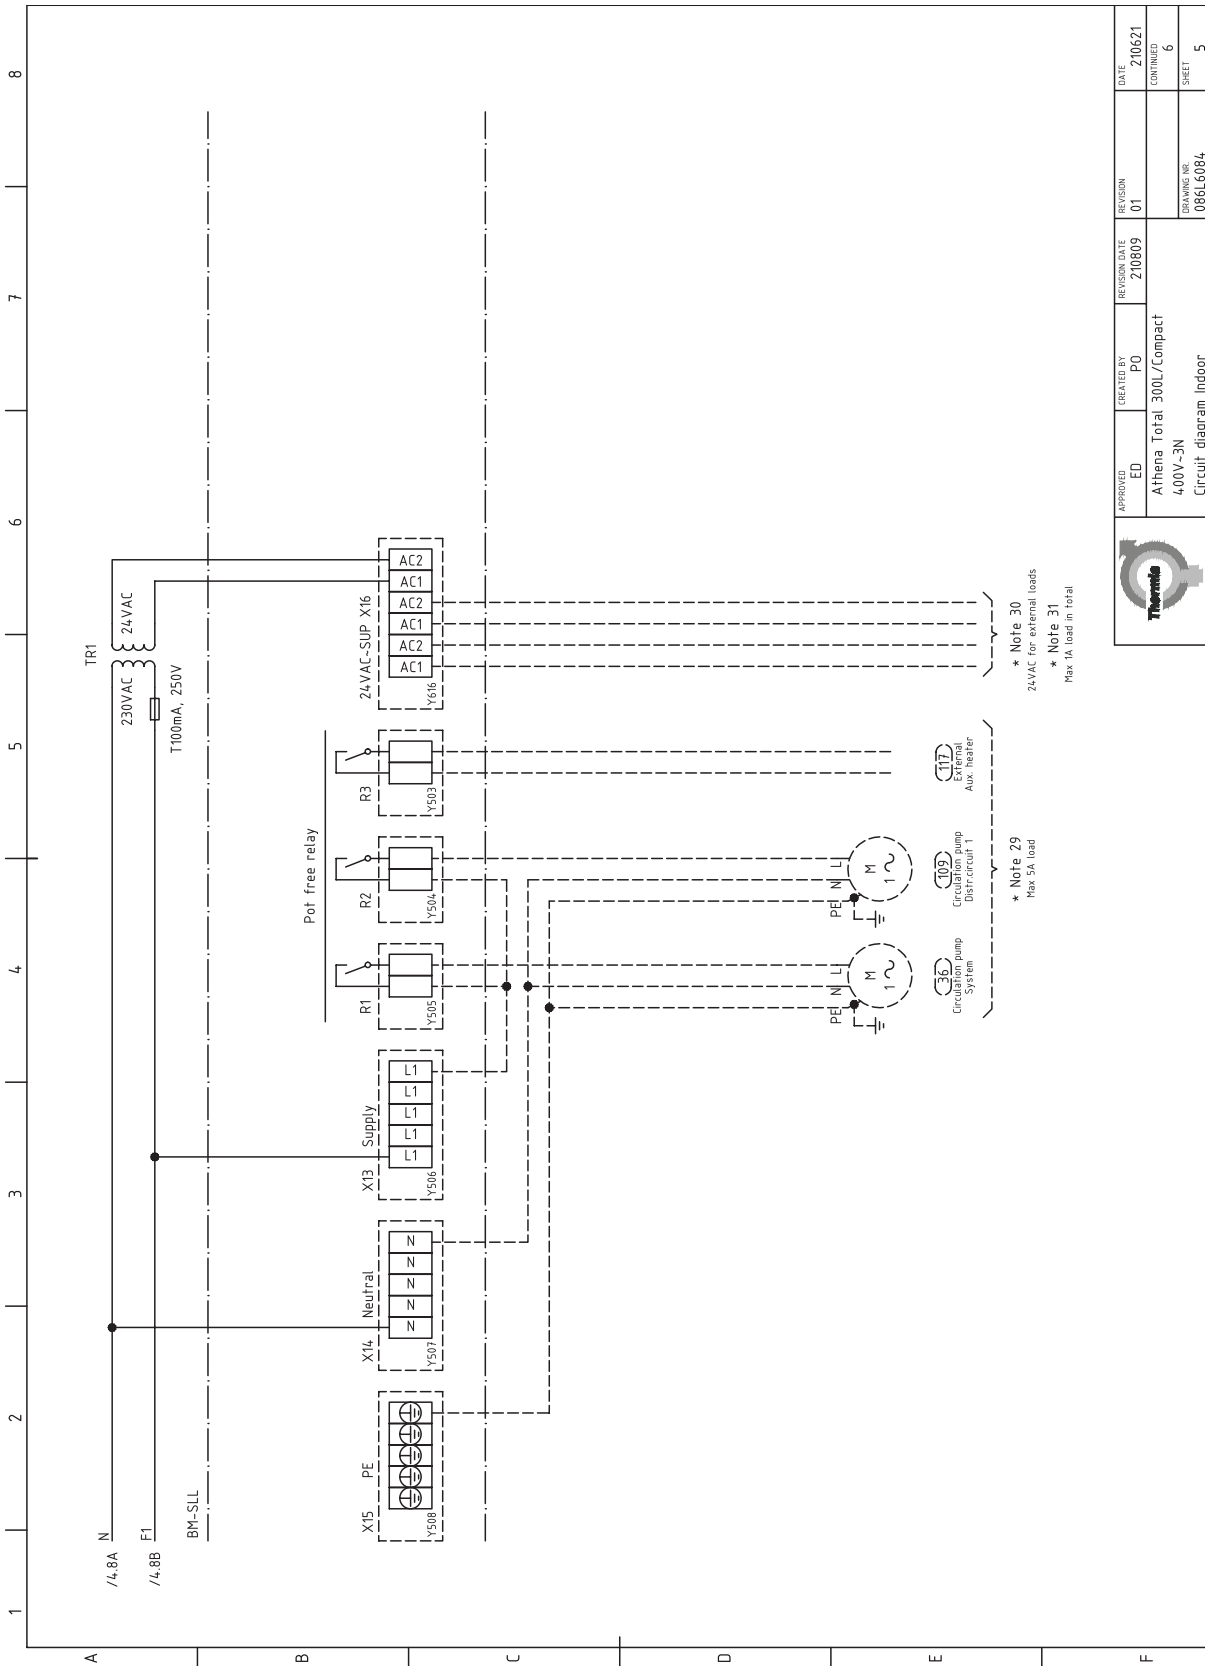 1 2 3 4 5 6 7 8
A
B
C
D
E
F
/4.8A N
/4.8B F1
BM-SLL
TR1
230VAC 24VAC
T100mA, 250V
Pot free relay
X15 PE
Y508
X14 Neutral
N N N N N
Y507
X13 Supply
L1 L1 L1 L1 L1
Y506
R1
Y505
R2
Y504
R3
Y503
24VAC~SUP X16
AC1 AC2 AC1 AC2 AC1 AC2
Y616
PE N L
M
1
PE N L
M
1
36
Circulation pump
System
109
Circulation pump
Distr.circuit 1
117
External
Aux. heater
* Note 29
Max 5A load
* Note 30
24VAC for external loads
* Note 31
Max 1A load in total
Thermia
APPROVED
ED
CREATED BY
PO
REVISION DATE
210809
REVISION
01
DATE
210621
Athena Total 300L/Compact
400V~3N
Circuit diagram Indoor
CONTINUED
6
DRAWING NR.
086L6084
SHEET
5